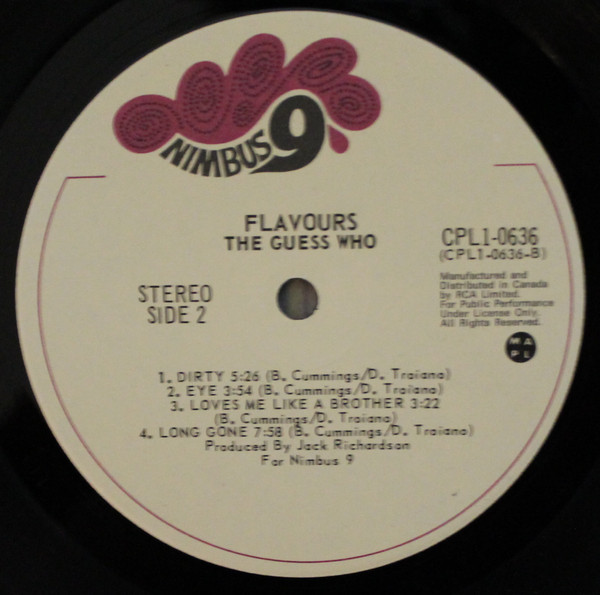 NIMBUS 9
FLAVOURS
THE GUESS WHO
CPL1-0636
(CPL1-0636-B)
Manufactured and
Distributed in Canada
by RCA Limited.
For Public Performance
Under License Only.
All Rights Reserved.
MA
PL
STEREO
SIDE 2
1. DIRTY 5:26 (B. Cummings/D. Troiano)
2. EYE 3:54 (B. Cummings/D. Troiano)
3. LOVES ME LIKE A BROTHER 3:22
(B. Cummings/D. Troiano)
4. LONG GONE 7:58 (B. Cummings/D. Troiano)
Produced By Jack Richardson
For Nimbus 9